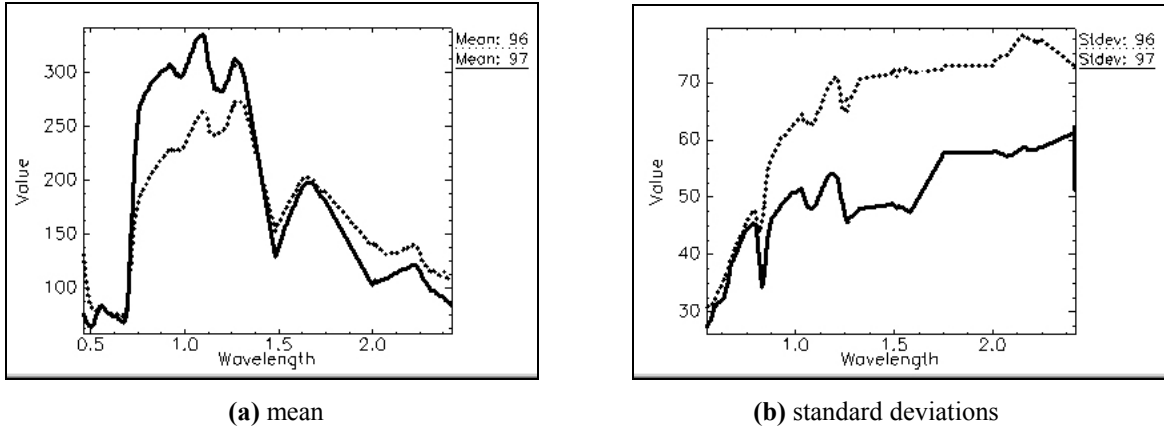 Mean: 96
Mean: 97
300
250
200
150
100
Value
0.5 1.0 1.5 2.0
Wavelength
(a) mean
Stdev: 96
Stdev: 97
70
60
50
40
30
Value
1.0 1.5 2.0
Wavelength
(b) standard deviations